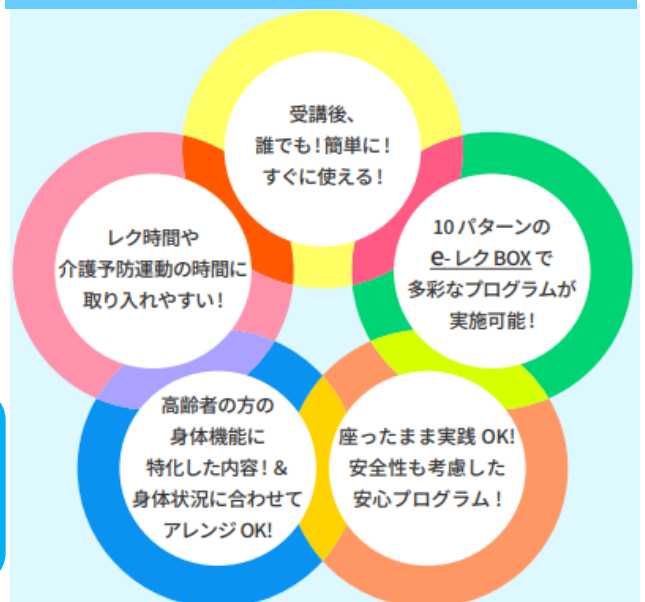 受講後、
誰でも！簡単に！
すぐに使える！
レク時間や
介護予防運動の時間に
取り入れやすい！
10パターンの
e-レクBOXで
多彩なプログラムが
実施可能！
高齢者の方の
身体機能に
特化した内容！&
身体状況に合わせて
アレンジOK!
座ったまま実践OK!
安全性も考慮した
安心プログラム！